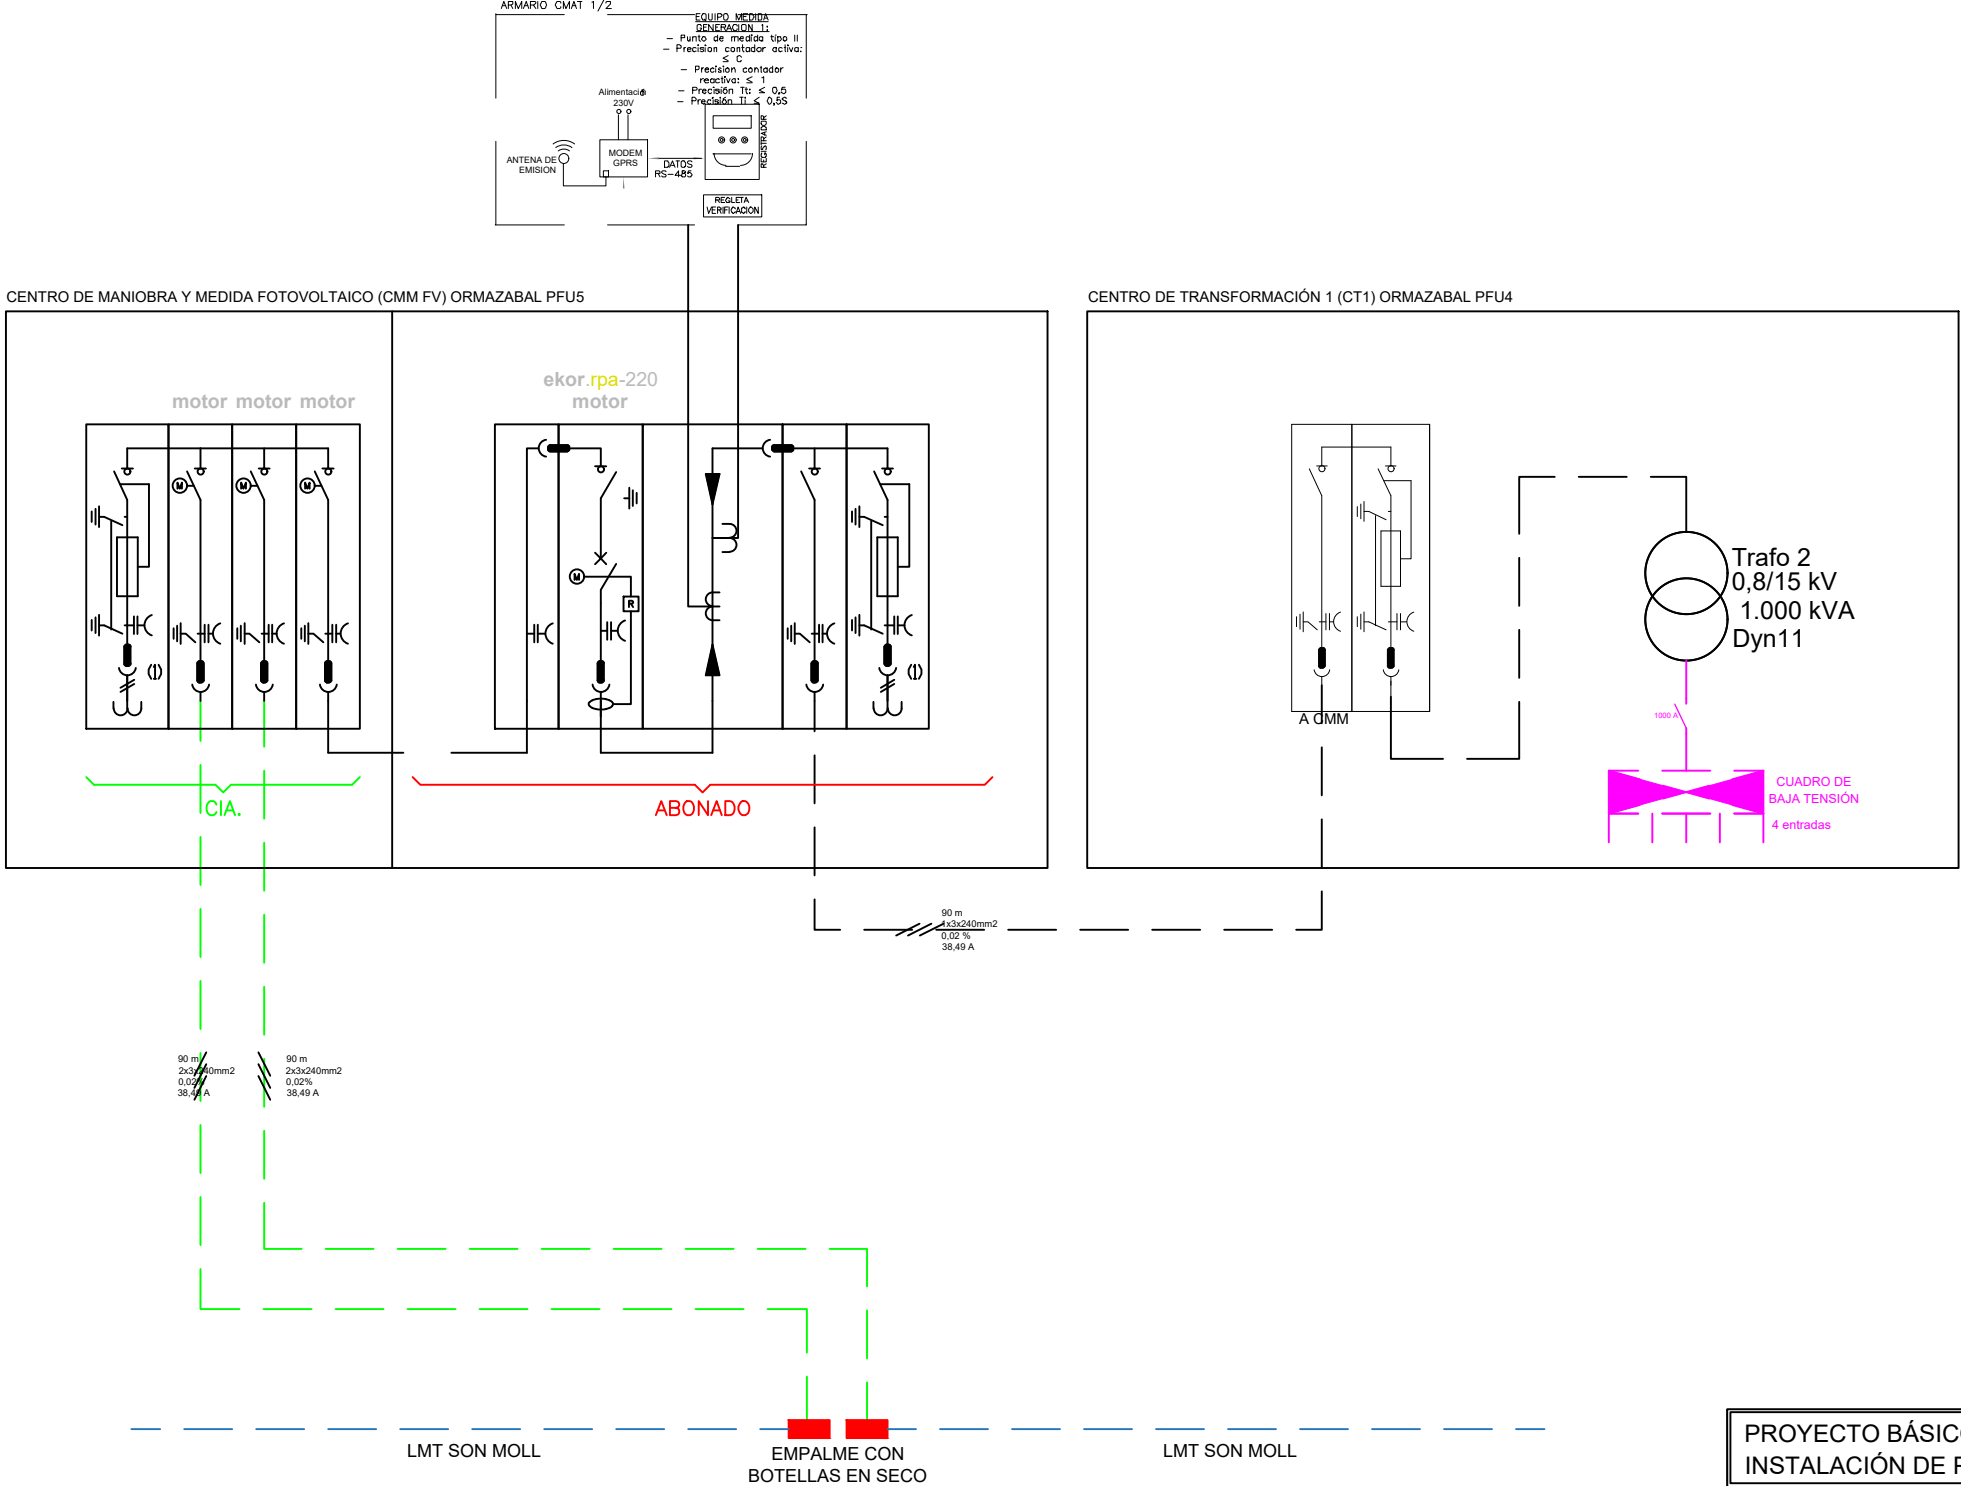 ARMARIO CMAT 1/2
EQUIPO MEDIDA
GENERACION 1:
– Punto de medida tipo II
– Precision contador activa:
≤ C
– Precision contador
reactiva: ≤ 1
– Precisión Tt: ≤ 0,5
– Precisión Ti ≤ 0,5S
Alimentació
230V
ANTENA DE
EMISION
MODEM
GPRS
DATOS
RS-485
REGISTRADOR
REGLETA
VERIFICACION
CENTRO DE MANIOBRA Y MEDIDA FOTOVOLTAICO (CMM FV) ORMAZABAL PFU5
CENTRO DE TRANSFORMACIÓN 1 (CT1) ORMAZABAL PFU4
motor motor motor
ekor.rpa-220
motor
M
M
M
M
R
(1)
(1)
Trafo 2
0,8/15 kV
1.000 kVA
Dyn11
A CMM
1000 A
CUADRO DE
BAJA TENSIÓN
4 entradas
CIA.
ABONADO
90 m
1x3x240mm2
0,02 %
38,49 A
90 m
2x3x240mm2
0,02%
38,49 A
90 m
2x3x240mm2
0,02%
38,49 A
LMT SON MOLL
EMPALME CON
BOTELLAS EN SECO
LMT SON MOLL
PROYECTO BÁSICO
INSTALACIÓN DE